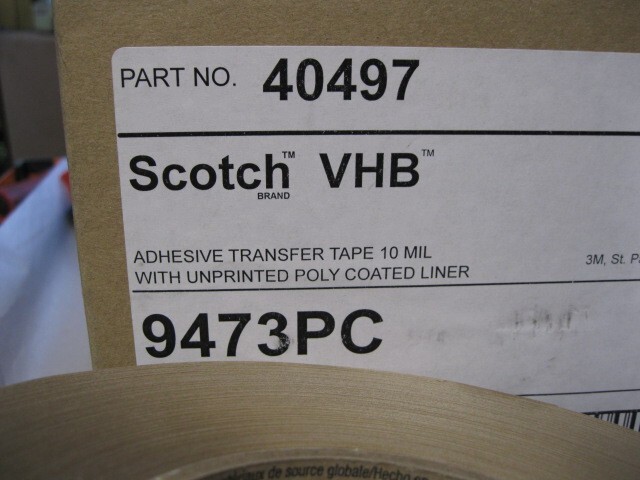 PART NO. 40497
Scotch™ VHB™
BRAND
ADHESIVE TRANSFER TAPE 10 MIL
3M, St.
WITH UNPRINTED POLY COATED LINER
9473PC
de source globale/Hecho